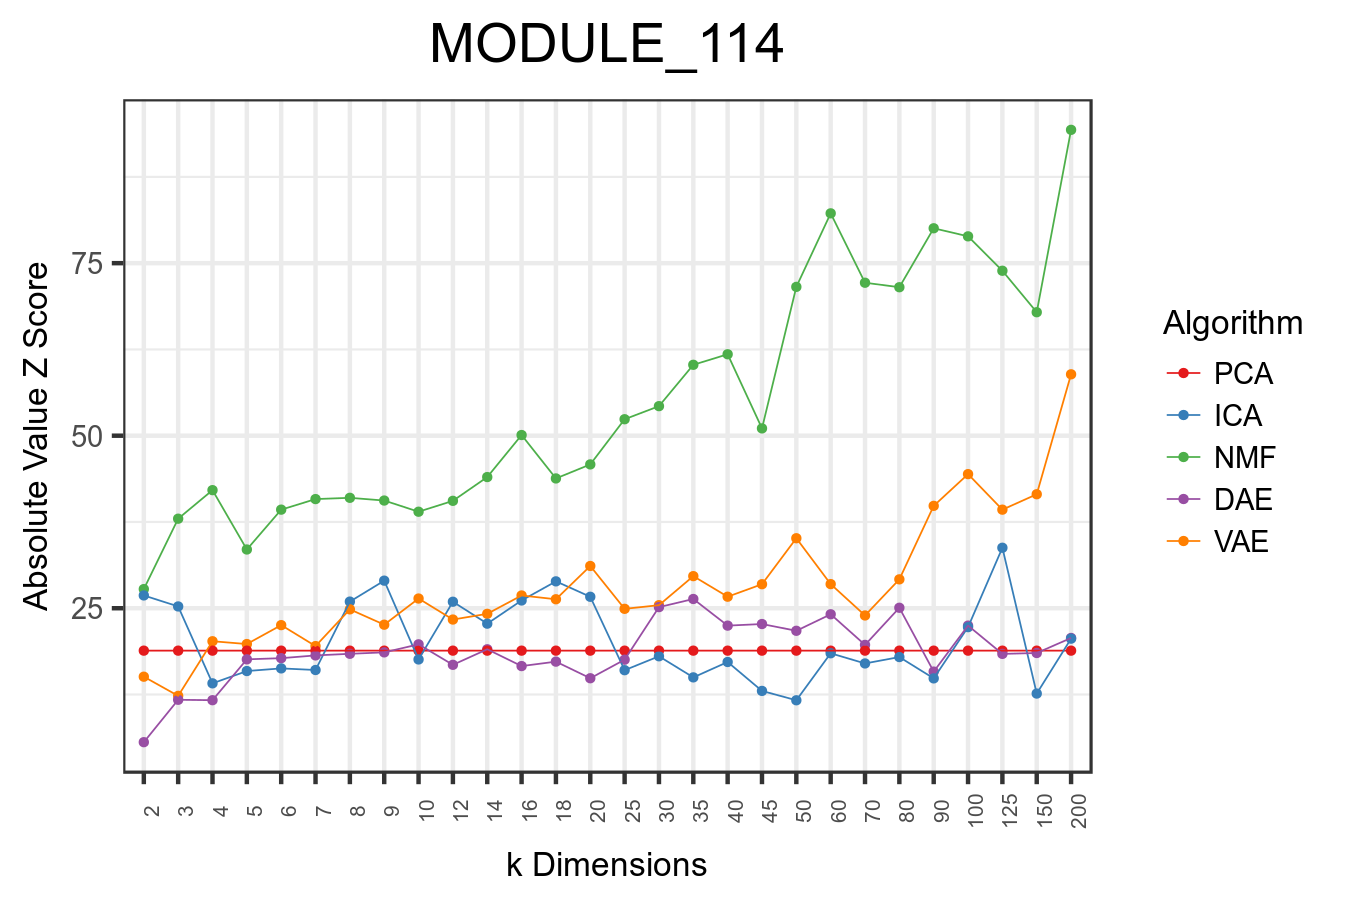 MODULE_114
Absolute Value Z Score
75
50
25
2 3 4 5 6 7 8 9 10 12 14 16 18 20 25 30 35 40 45 50 60 70 80 90 100 125 150 200
k Dimensions
Algorithm
PCA
ICA
NMF
DAE
VAE